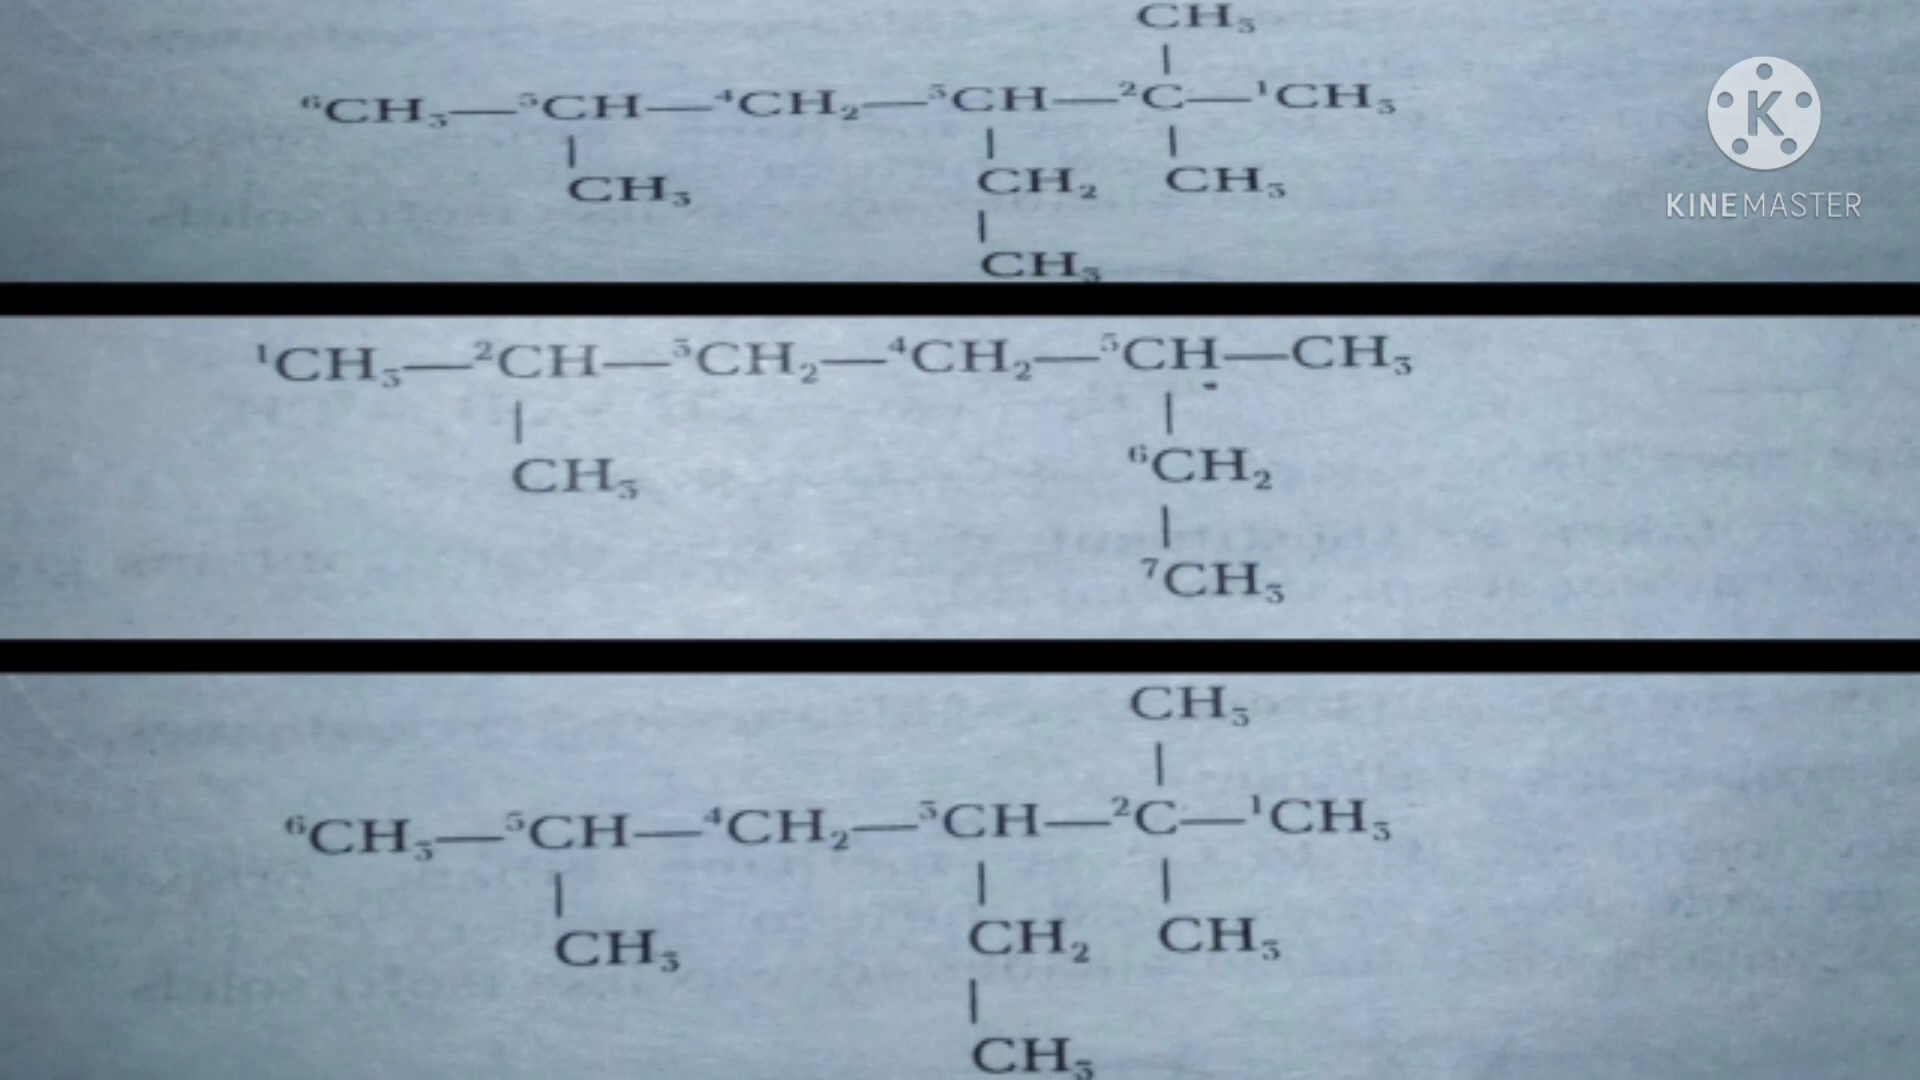 CH₃
⁶CH₃—⁵CH—⁴CH₂—³CH—²C—¹CH₃
CH₃ CH₂ CH₃
CH₃
KINEMASTER
¹CH₃—²CH—³CH₂—⁴CH₂—⁵CH—CH₃
CH₃ ⁶CH₂
⁷CH₃
CH₃
⁶CH₃—⁵CH—⁴CH₂—³CH—²C—¹CH₃
CH₃ CH₂ CH₃
CH₃